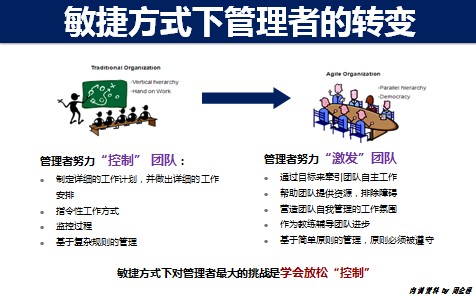 敏捷方式下管理者的转变
Traditional Organization
-Vertical hierarchy
-Hand on Work
Agile Organization
-Parallel hierarchy
-Democracy
管理者努力“控制” 团队：
• 制定详细的工作计划，并做出详细的工作
安排
• 指令性工作方式
• 监控过程
• 基于复杂规则的管理
管理者努力“激发”团队
• 通过目标来牵引团队自主工作
• 帮助团队提供资源，排除障碍
• 营造团队自我管理的工作氛围
• 作为教练辅导团队进步
• 基于简单原则的管理，原则必须被遵守
敏捷方式下对管理者最大的挑战是学会放松“控制”
内训资料 by